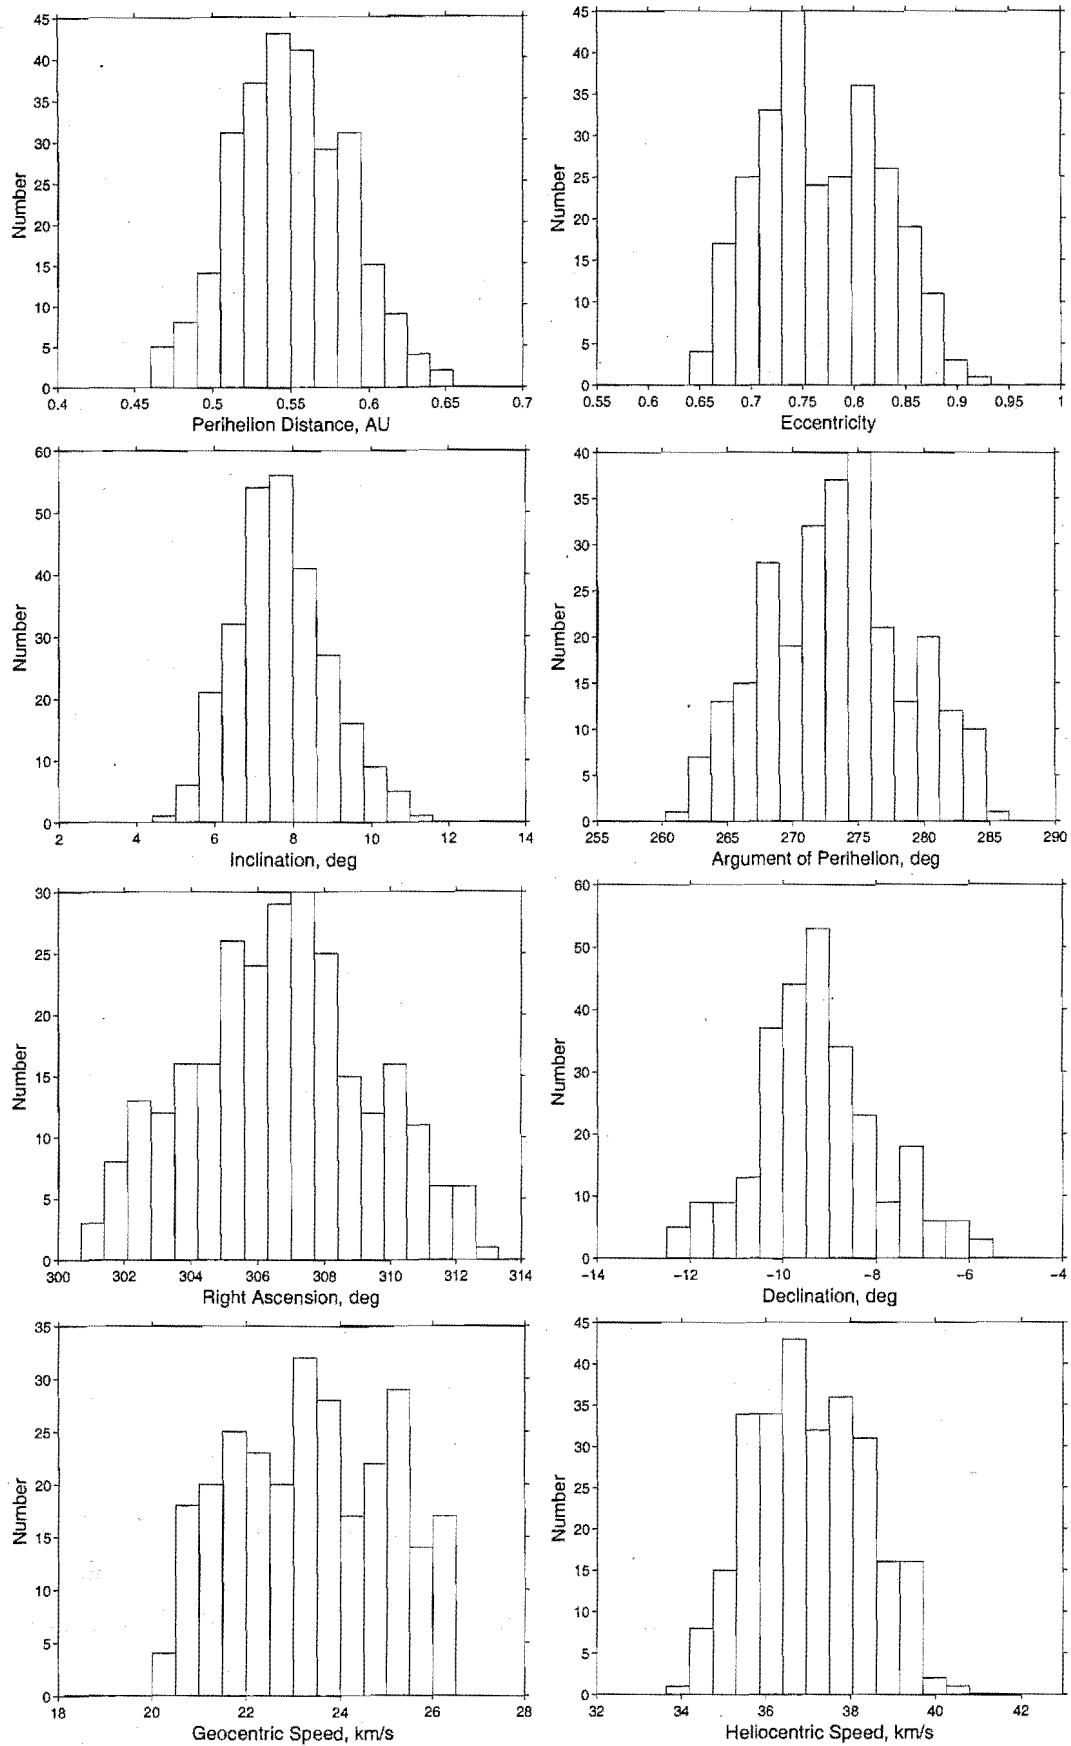 45
40
35
30
25
20
15
10
5
0
Number
0.4 0.45 0.5 0.55 0.6 0.65 0.7
Perihelion Distance, AU
45
40
35
30
25
20
15
10
5
0
Number
0.55 0.6 0.65 0.7 0.75 0.8 0.85 0.9 0.95 1
Eccentricity
60
50
40
30
20
10
0
Number
2 4 6 8 10 12 14
Inclination, deg
40
35
30
25
20
15
10
5
0
Number
255 260 265 270 275 280 285 290
Argument of Perihelion, deg
30
25
20
15
10
5
0
Number
300 302 304 306 308 310 312 314
Right Ascension, deg
60
50
40
30
20
10
0
Number
−14 −12 −10 −8 −6 −4
Declination, deg
35
30
25
20
15
10
5
0
Number
18 20 22 24 26 28
Geocentric Speed, km/s
45
40
35
30
25
20
15
10
5
0
Number
32 34 36 38 40 42
Heliocentric Speed, km/s